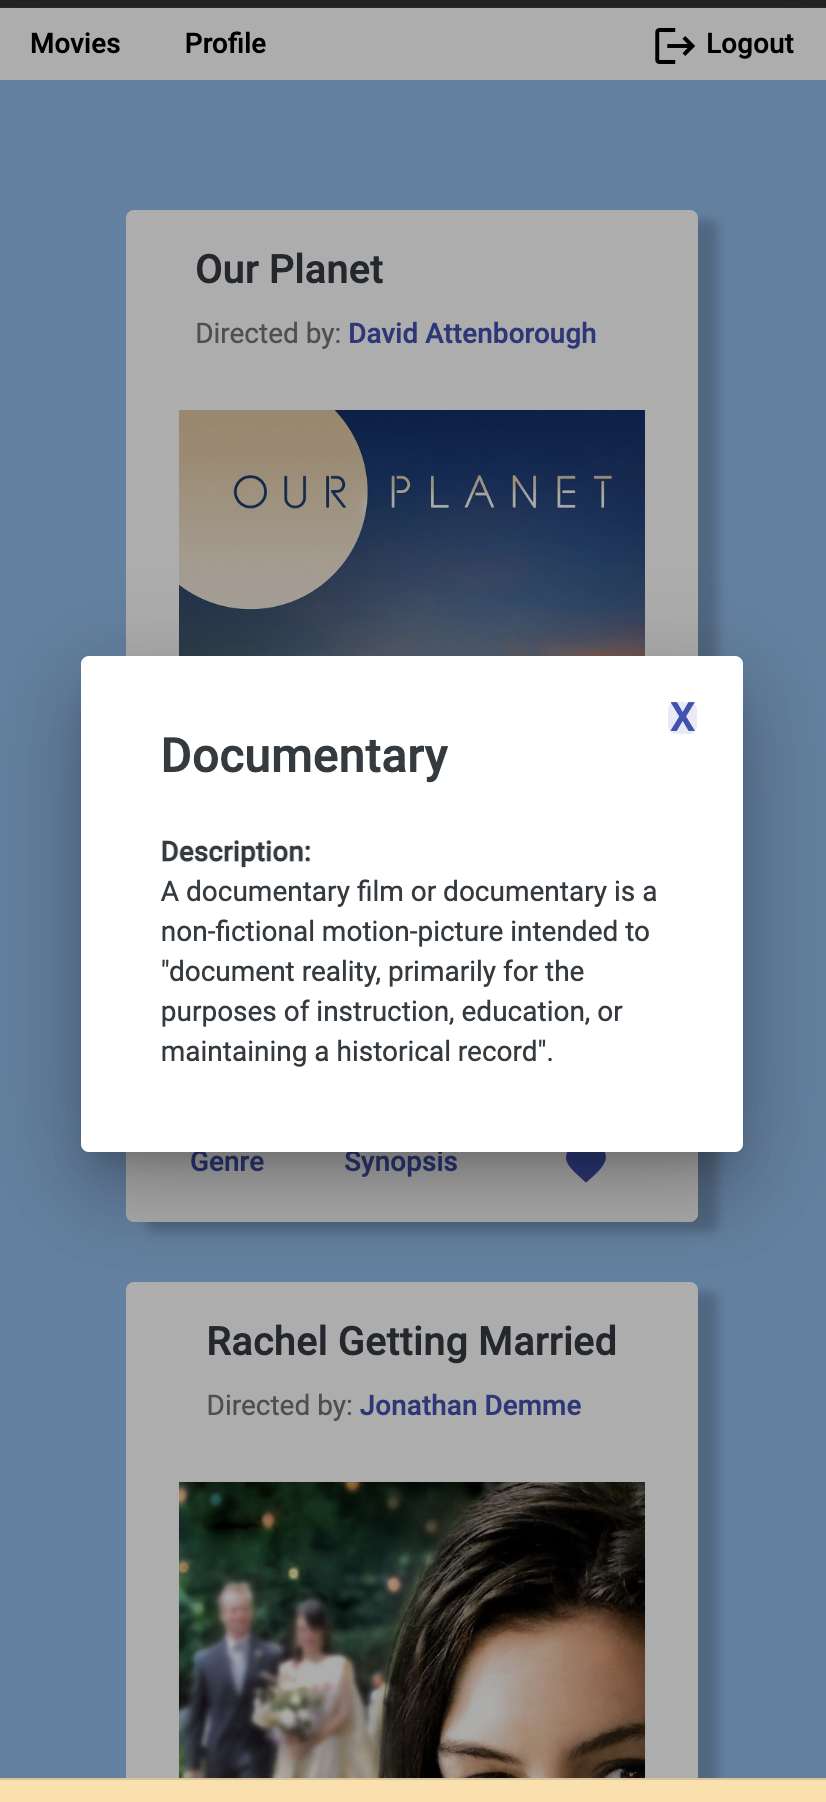 Movies Profile Logout
Our Planet
Directed by: David Attenborough
OUR PLANET
X
Documentary
Description:
A documentary film or documentary is a
non-fictional motion-picture intended to
"document reality, primarily for the
purposes of instruction, education, or
maintaining a historical record".
Genre Synopsis
Rachel Getting Married
Directed by: Jonathan Demme